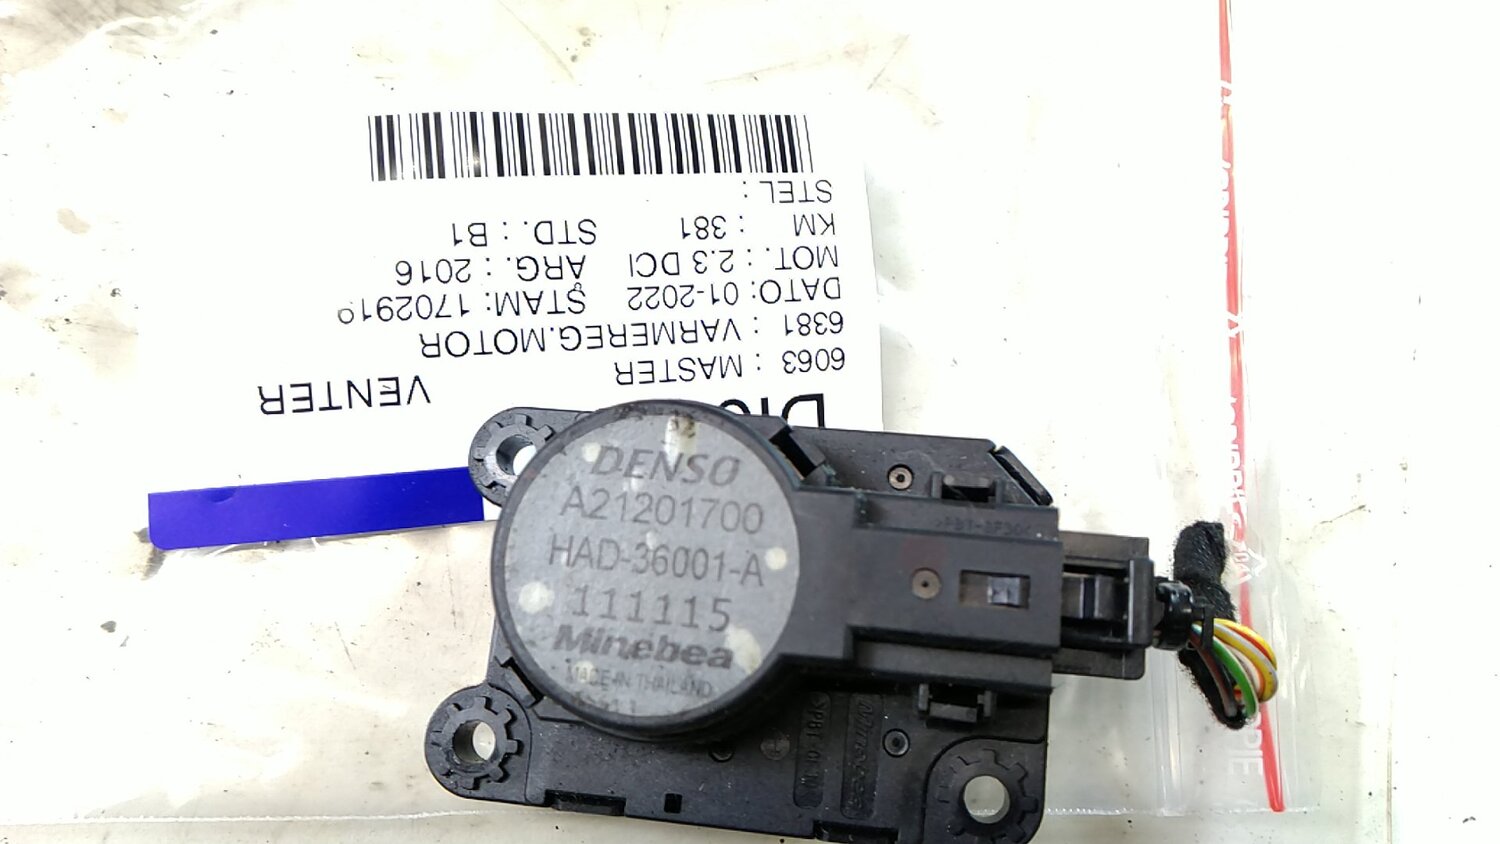 DENSO
A21201700
HAD-36001-A
111115
Minebea
MADE IN THAILAND
VENTER
6063 : MASTER
6381 : VARMEREG.MOTOR
DATO: 01-2022 STAM: 1702919
MOT. : 2.3 DCI ARG. : 2016
KM : 381 STD. : B1
STEL :